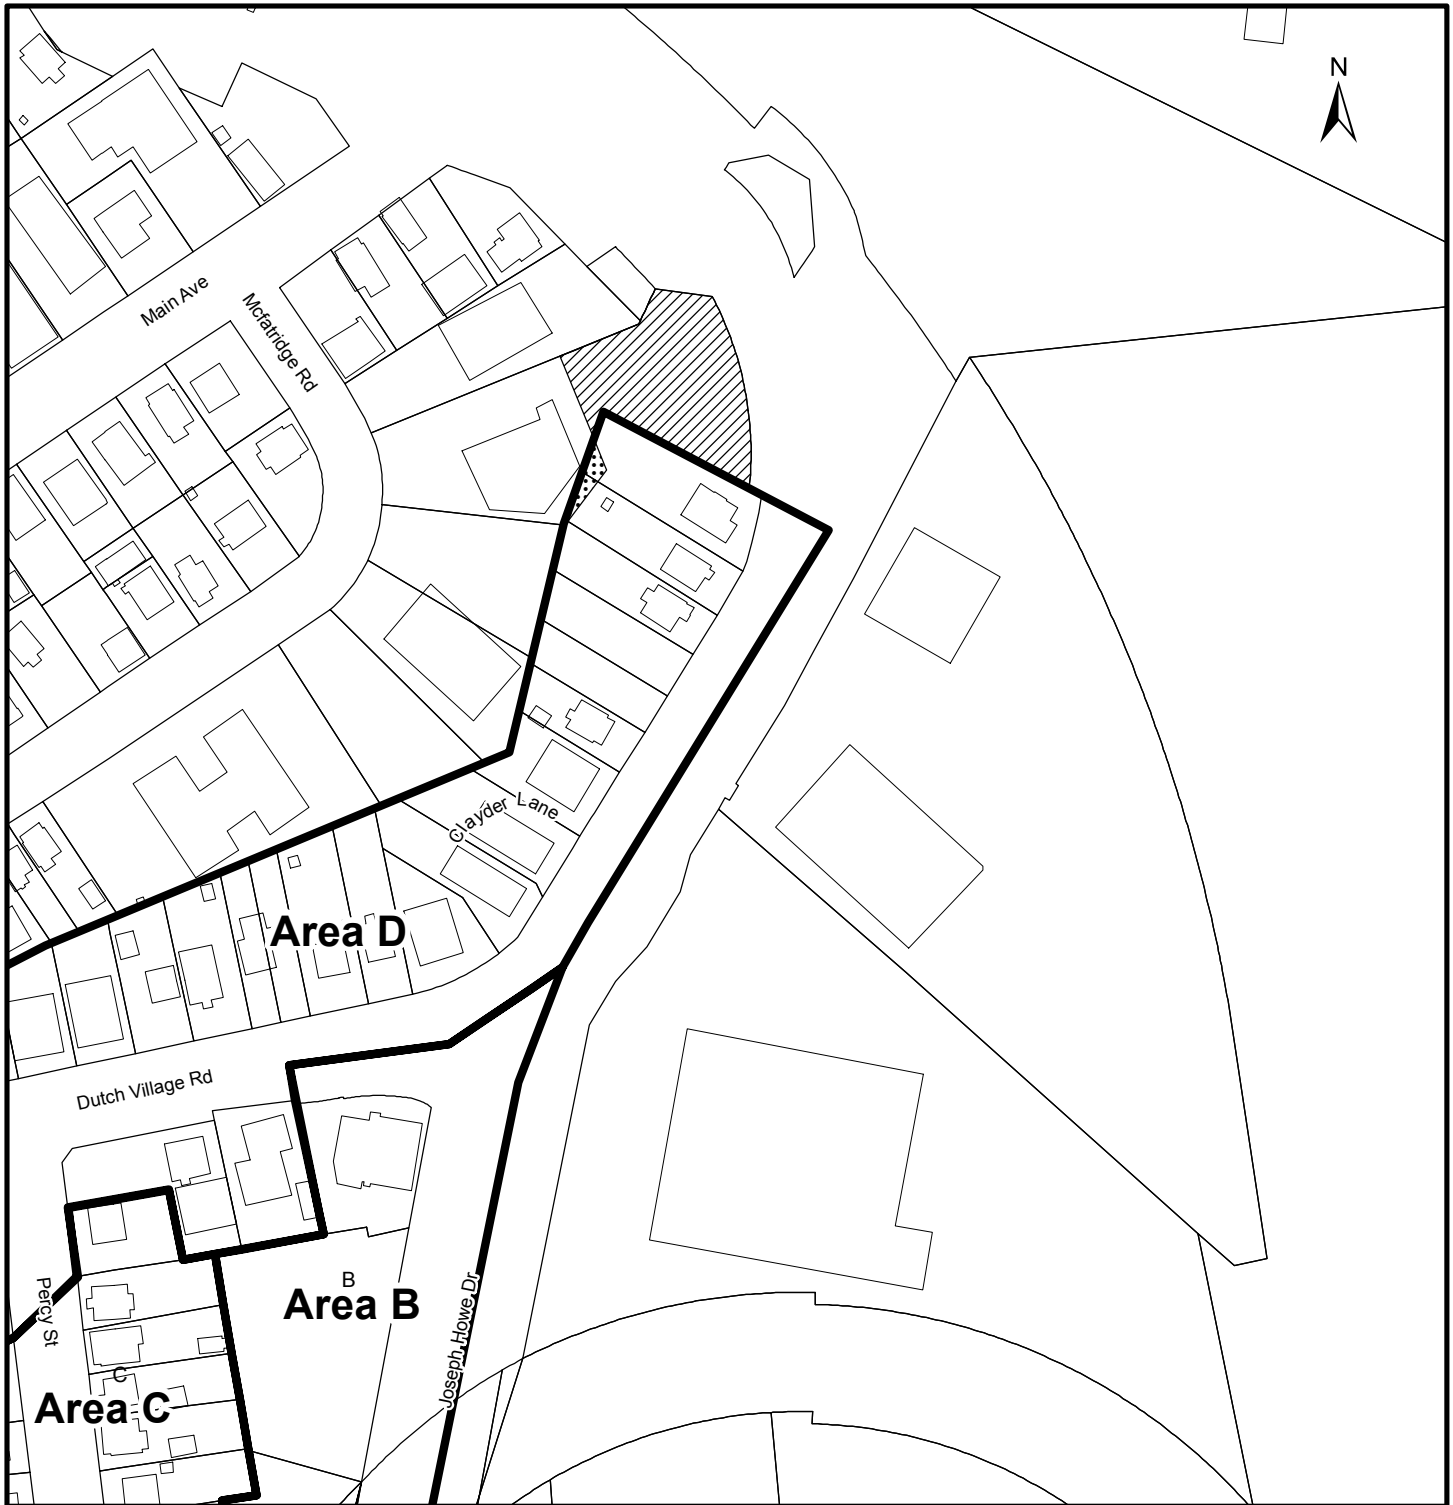 N
Main Ave
Mcfatridge Rd
Clayder Lane
Area D
Dutch Village Rd
B
Area B
Percy St
Joseph Howe Dr
C
Area C